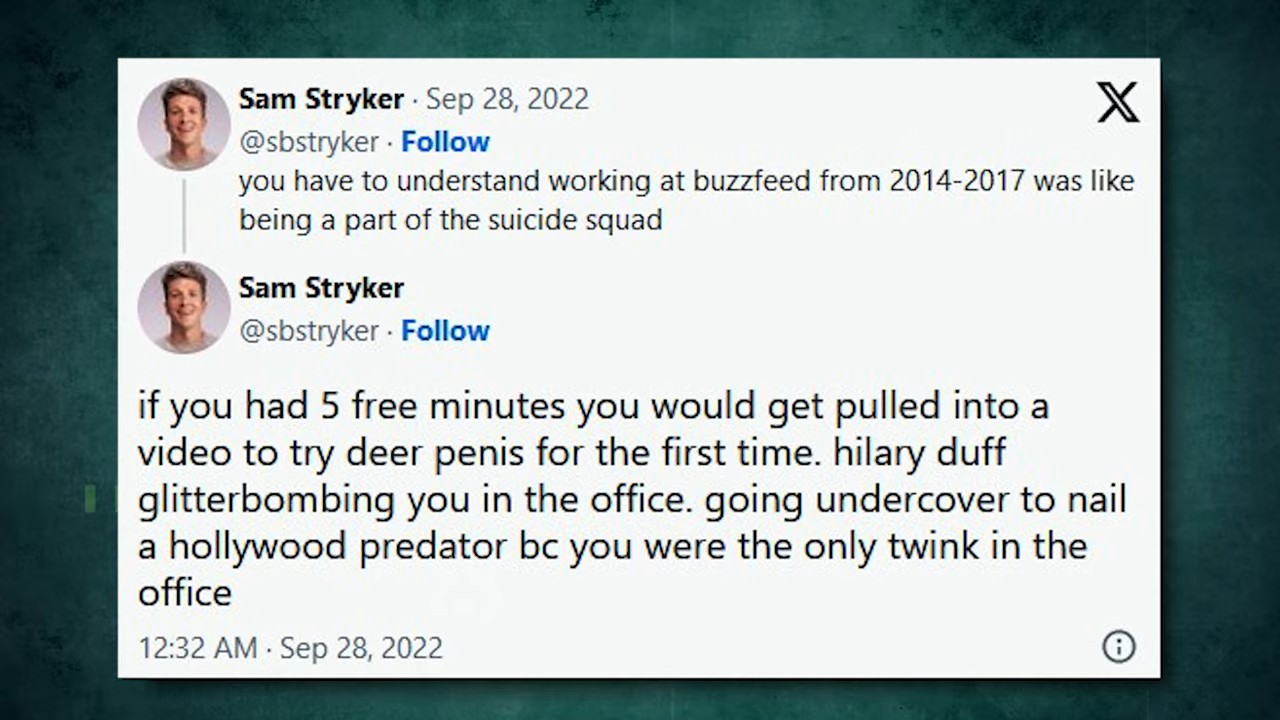 Sam Stryker · Sep 28, 2022
@sbstryker · Follow
you have to understand working at buzzfeed from 2014-2017 was like
being a part of the suicide squad
Sam Stryker
@sbstryker · Follow
if you had 5 free minutes you would get pulled into a
video to try deer penis for the first time. hilary duff
glitterbombing you in the office. going undercover to nail
a hollywood predator bc you were the only twink in the
office
12:32 AM · Sep 28, 2022